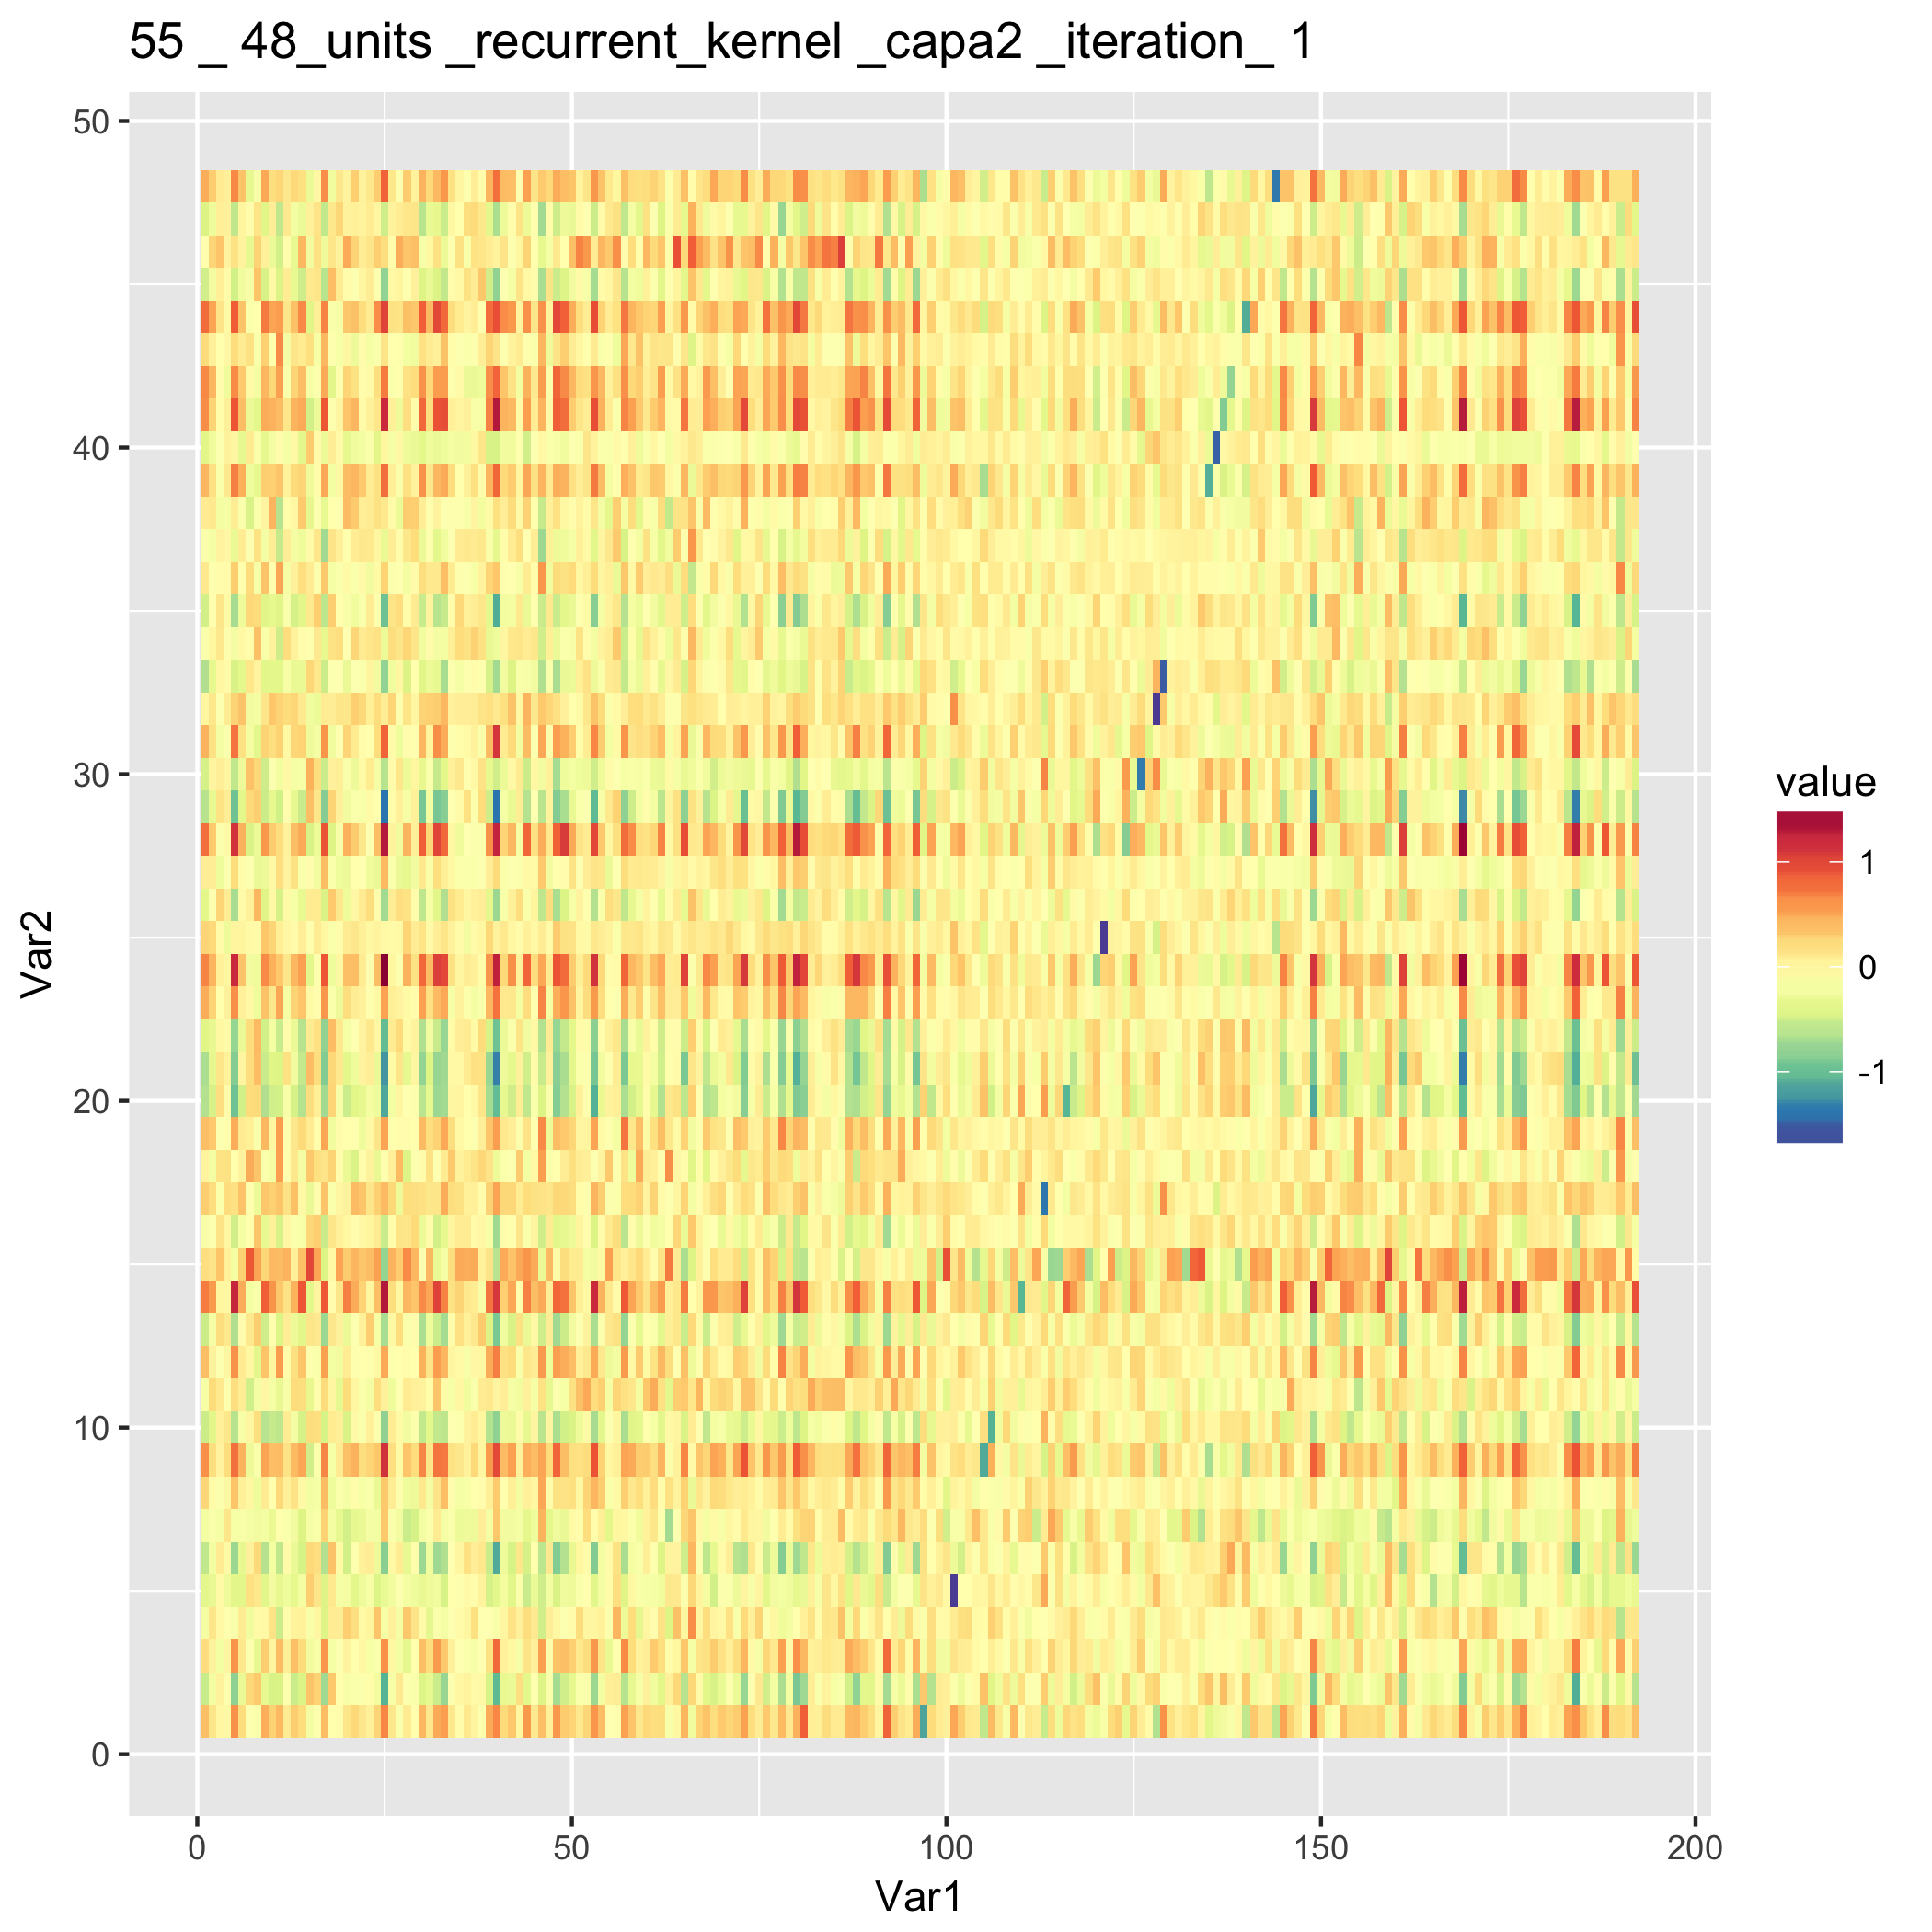 55 _ 48_units _recurrent_kernel _capa2 _iteration_ 1
50
40
30
20
10
0
Var2
0 50 100 150 200
Var1
value
1
0
-1